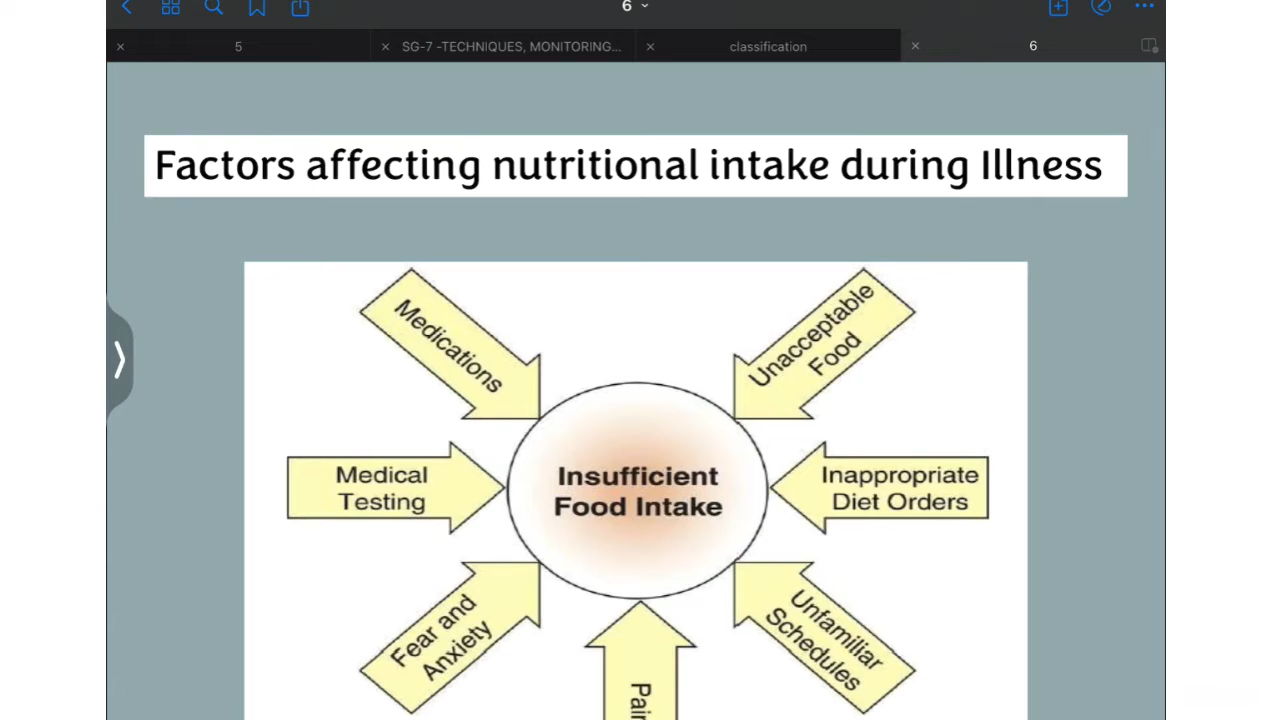 6
5
SG-7 -TECHNIQUES, MONITORING...
classification
6
Factors affecting nutritional intake during Illness
Medications
Unacceptable
Food
Medical
Testing
Insufficient
Food Intake
Inappropriate
Diet Orders
Fear and
Anxiety
Unfamiliar
Schedules